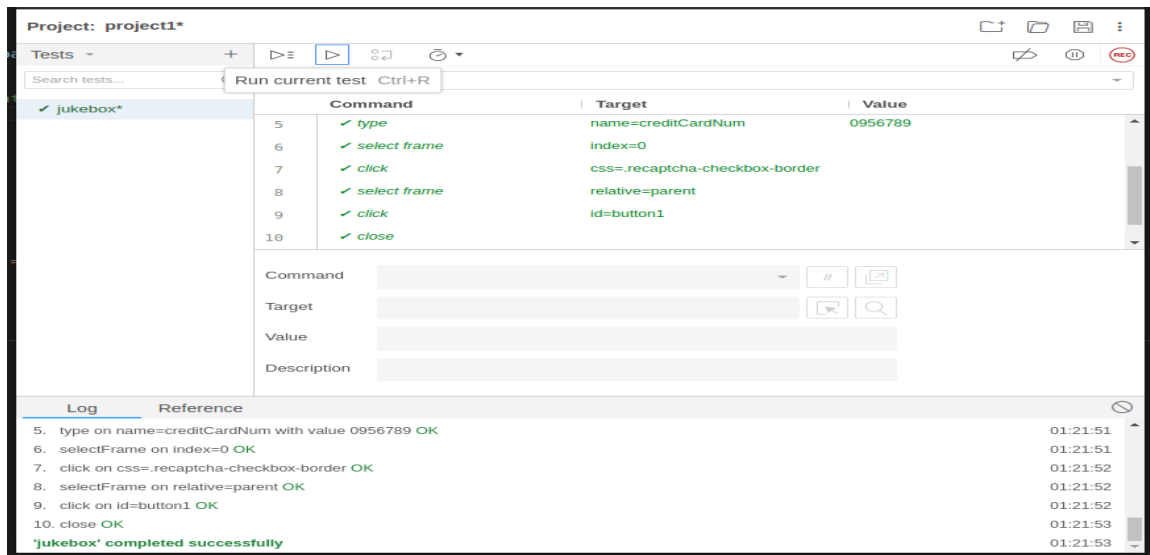 Project: project1*
Tests
Search tests...
Run current test Ctrl+R
REC
✓ jukebox*
Command Target Value
5 ✓ type name=creditCardNum 0956789
6 ✓ select frame index=0
7 ✓ click css=.recaptcha-checkbox-border
8 ✓ select frame relative=parent
9 ✓ click id=button1
10 ✓ close
Command //
Target
Value
Description
Log Reference
5. type on name=creditCardNum with value 0956789 OK 01:21:51
6. selectFrame on index=0 OK 01:21:51
7. click on css=.recaptcha-checkbox-border OK 01:21:52
8. selectFrame on relative=parent OK 01:21:52
9. click on id=button1 OK 01:21:52
10. close OK 01:21:53
'jukebox' completed successfully 01:21:53